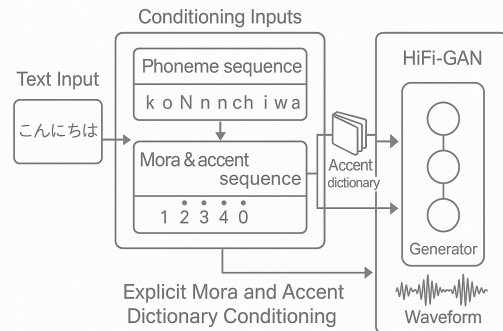 Conditioning Inputs
Text Input
こんにちは
Phoneme sequence
k o N n n ch i w a
Mora & accent
sequence
1 2 3 4 0
Accent
dictionary
HiFi-GAN
Generator
Waveform
Explicit Mora and Accent
Dictionary Conditioning